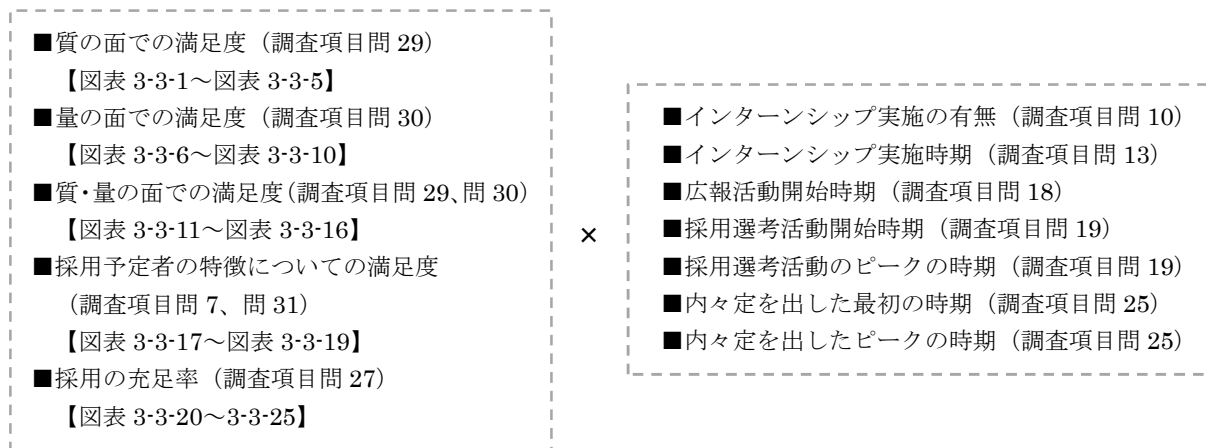 ■質の面での満足度（調査項目問 29）
【図表 3-3-1～図表 3-3-5】
■量の面での満足度（調査項目問 30）
【図表 3-3-6～図表 3-3-10】
■質・量の面での満足度（調査項目問 29、問 30）
【図表 3-3-11～図表 3-3-16】
■採用予定者の特徴についての満足度
（調査項目問 7、問 31）
【図表 3-3-17～図表 3-3-19】
■採用の充足率（調査項目問 27）
【図表 3-3-20～3-3-25】
×
■インターンシップ実施の有無（調査項目問 10）
■インターンシップ実施時期（調査項目問 13）
■広報活動開始時期（調査項目問 18）
■採用選考活動開始時期（調査項目問 19）
■採用選考活動のピークの時期（調査項目問 19）
■内々定を出した最初の時期（調査項目問 25）
■内々定を出したピークの時期（調査項目問 25）